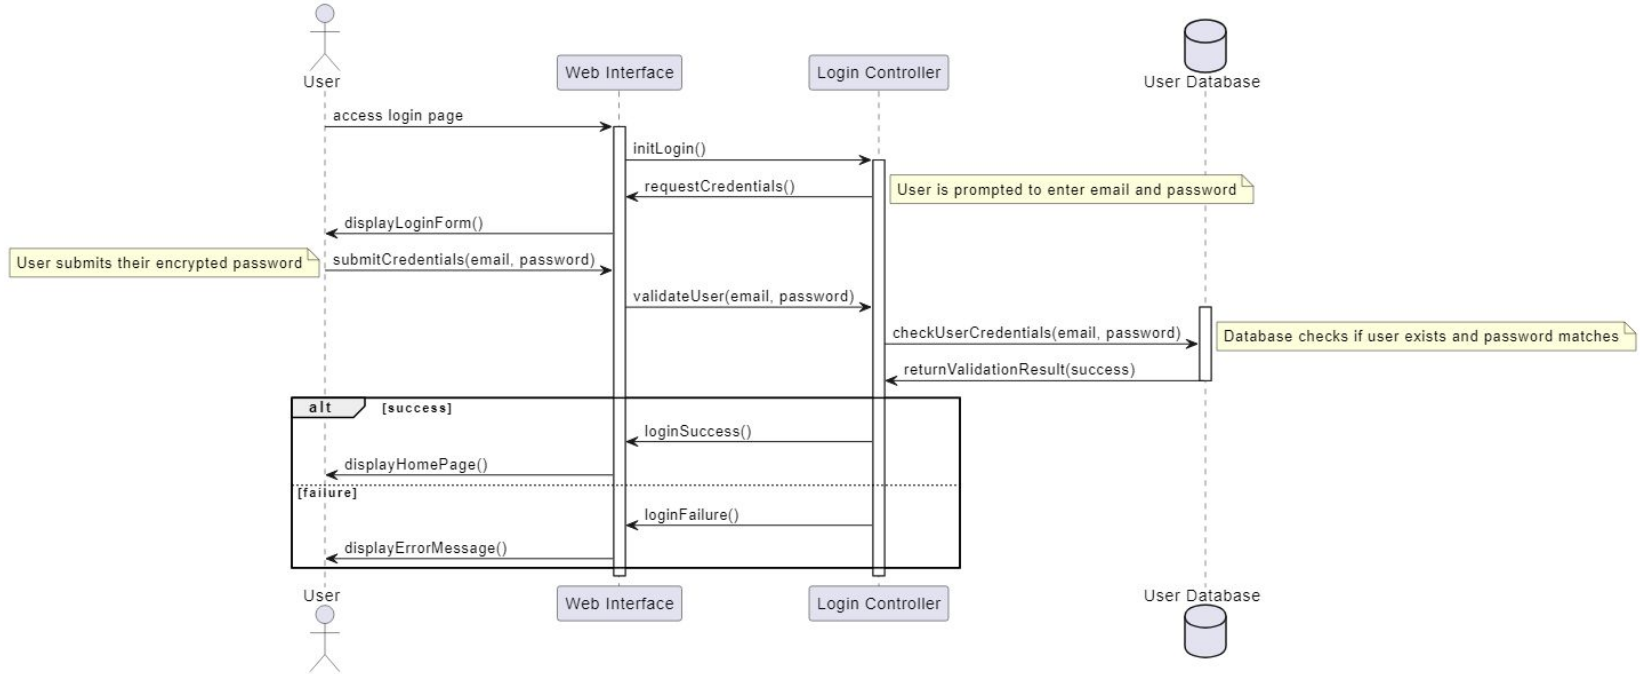 User
Web Interface
Login Controller
User Database
access login page
initLogin()
requestCredentials()
User is prompted to enter email and password
displayLoginForm()
User submits their encrypted password
submitCredentials(email, password)
validateUser(email, password)
checkUserCredentials(email, password)
Database checks if user exists and password matches
returnValidationResult(success)
alt
[success]
loginSuccess()
displayHomePage()
[failure]
loginFailure()
displayErrorMessage()
User
Web Interface
Login Controller
User Database